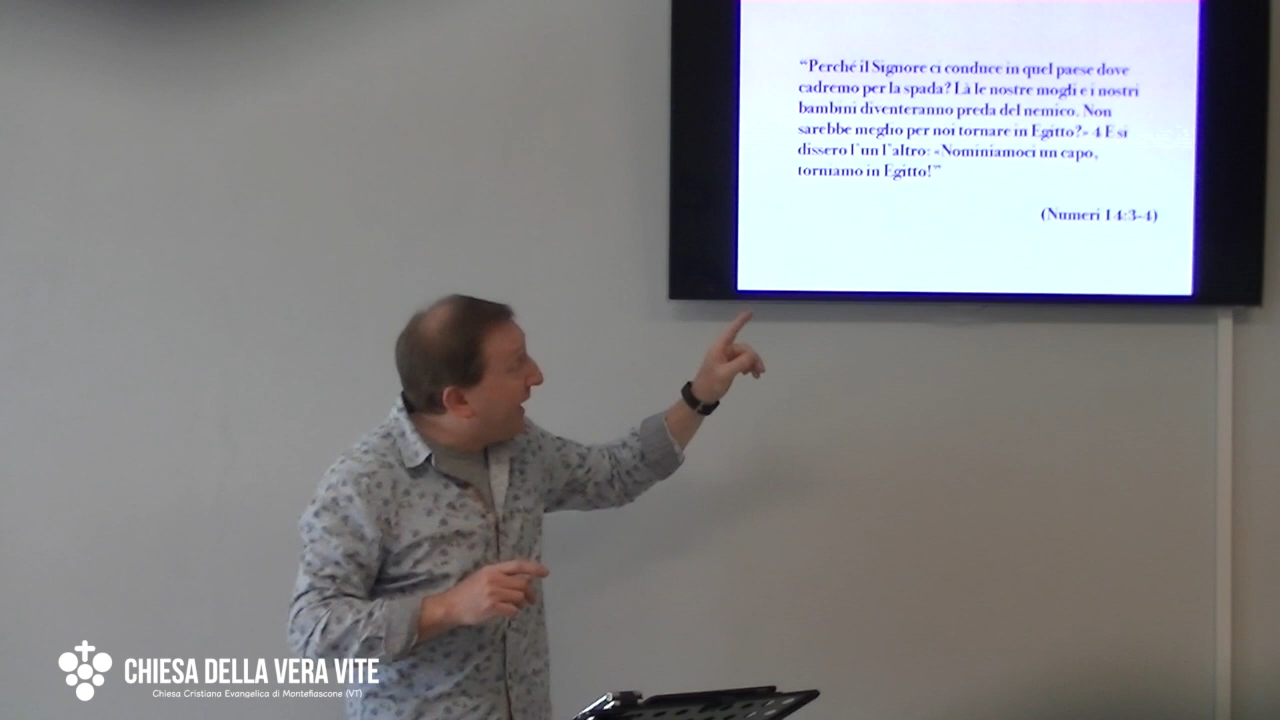 “Perché il Signore ci conduce in quel paese dove
cadremo per la spada? Là le nostre mogli e i nostri
bambini diventeranno preda del nemico. Non
sarebbe meglio per noi tornare in Egitto?» 4 E si
dissero l'un l'altro: «Nominiamoci un capo,
torniamo in Egitto!”
(Numeri 14:3-4)
CHIESA DELLA VERA VITE
Chiesa Cristiana Evangelica di Montefiascone (VT)